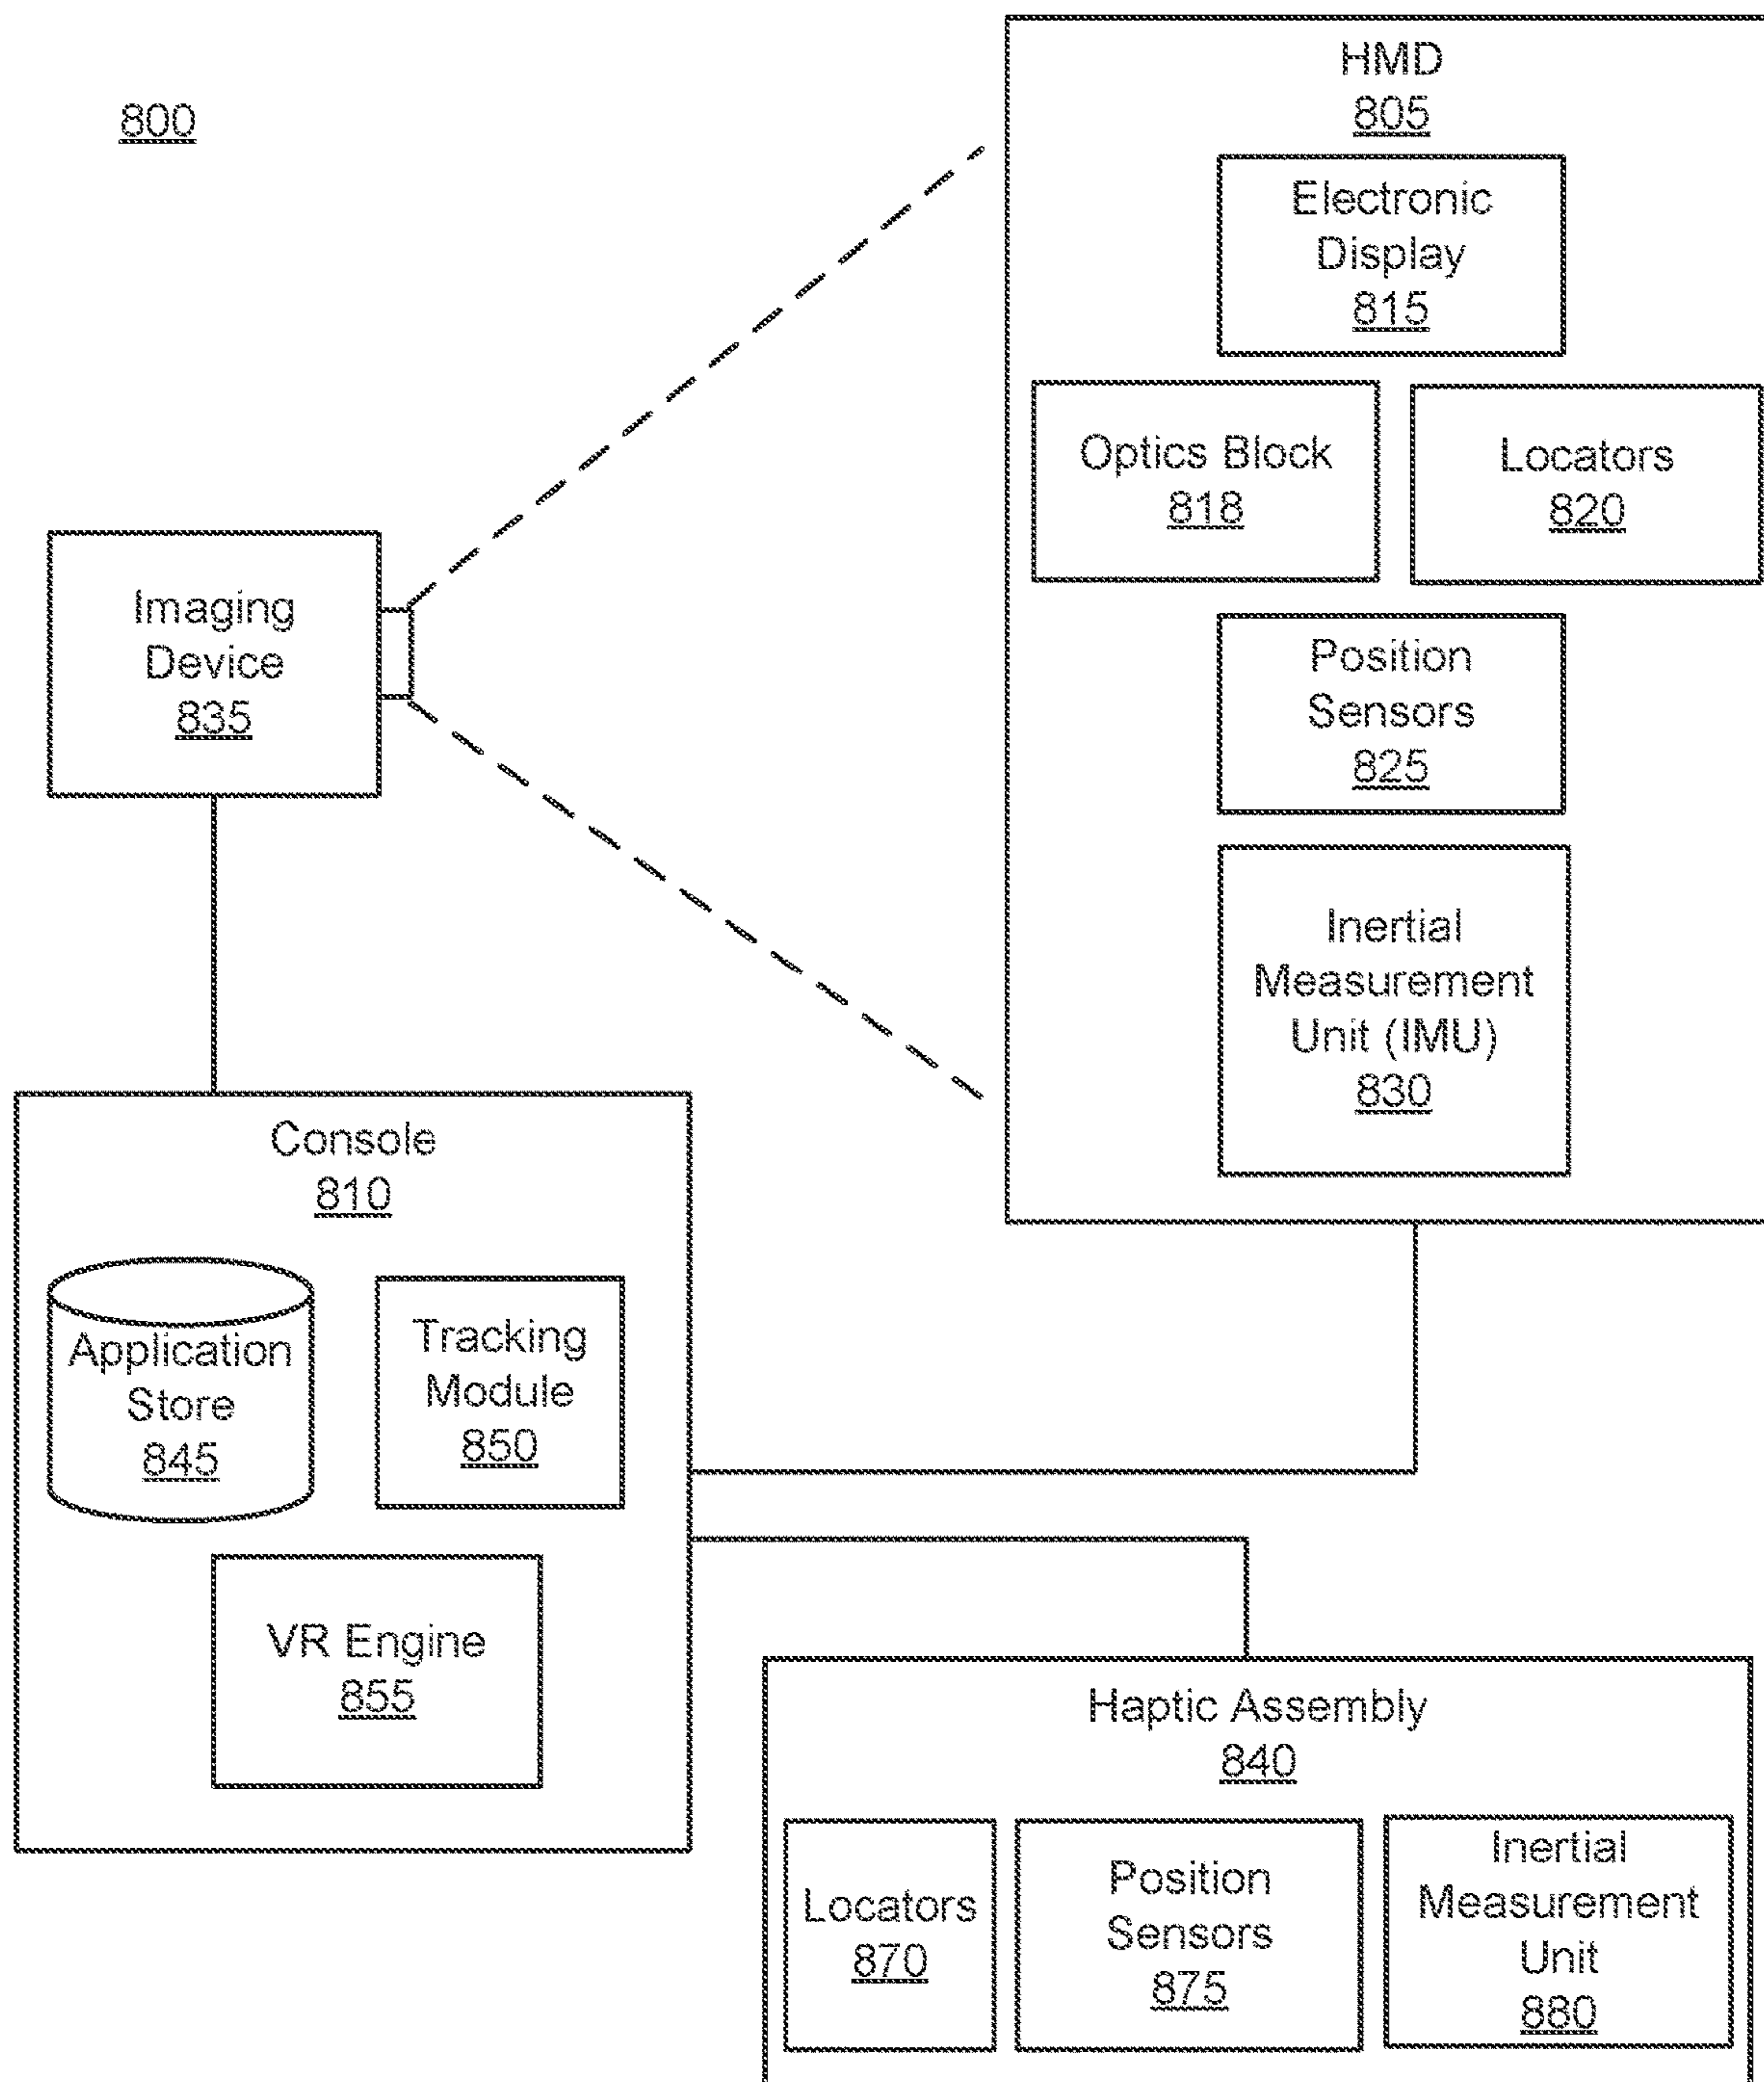 800
HMD
805
Electronic
Display
815
Optics Block
818
Locators
820
Position
Sensors
825
Inertial
Measurement
Unit (IMU)
830
Imaging
Device
835
Console
810
Application
Store
845
Tracking
Module
850
VR Engine
855
Haptic Assembly
840
Locators
870
Position
Sensors
875
Inertial
Measurement
Unit
880